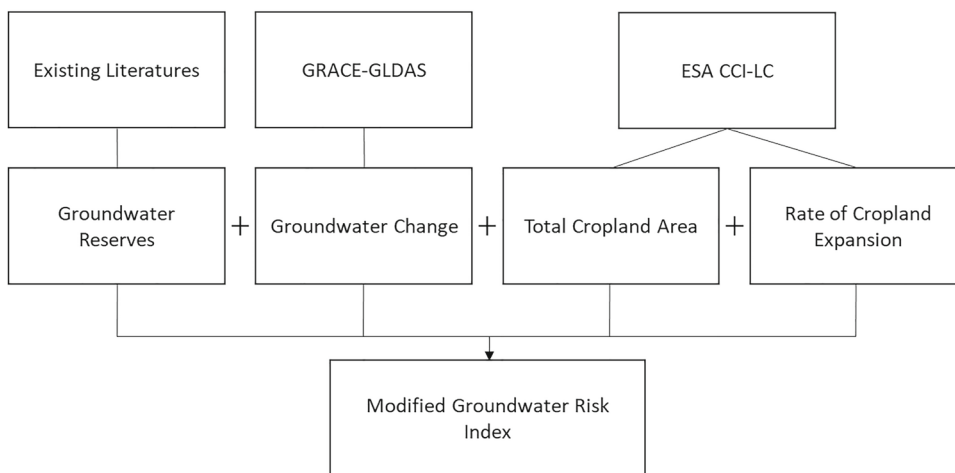 Existing Literatures
GRACE-GLDAS
ESA CCI-LC
Groundwater
Reserves
+
Groundwater Change
+
Total Cropland Area
+
Rate of Cropland
Expansion
Modified Groundwater Risk
Index